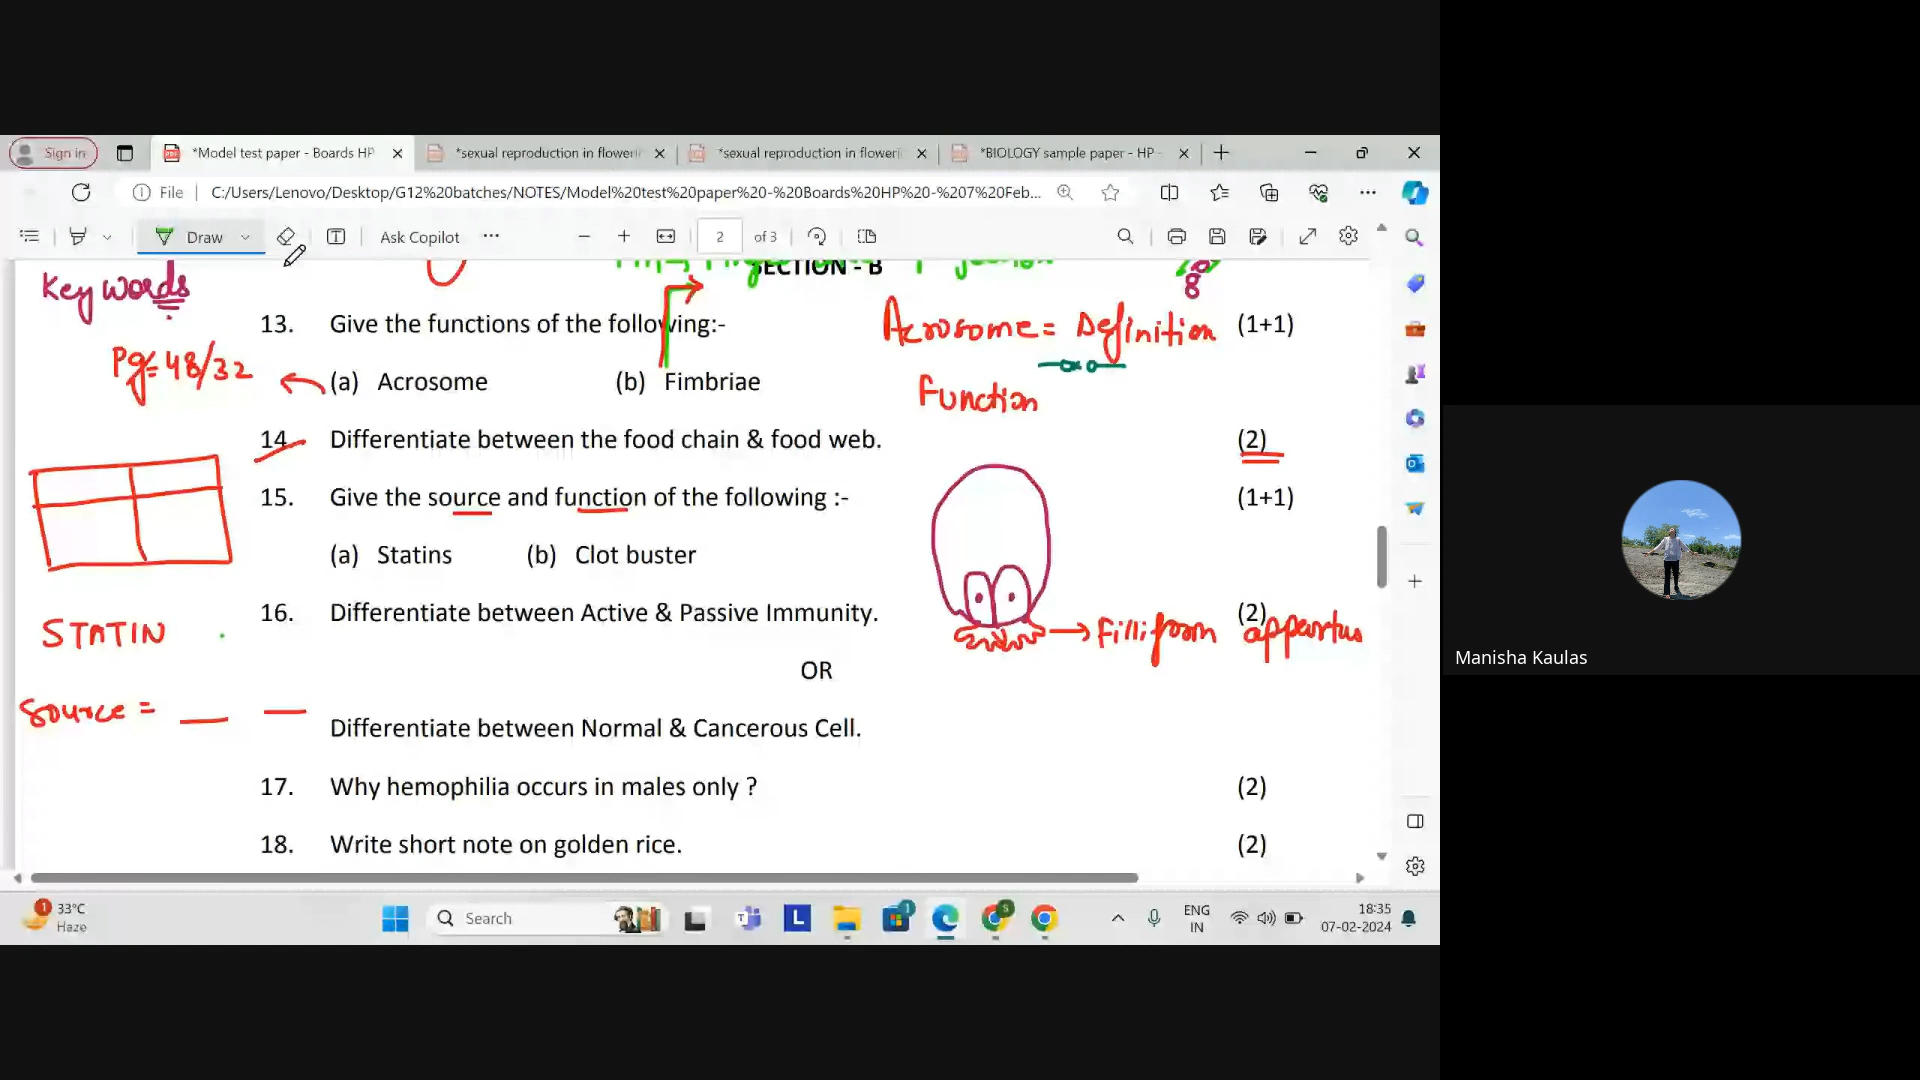 Sign in
*Model test paper - Boards HP
*sexual reproduction in floweri
*sexual reproduction in floweri
*BIOLOGY sample paper - HP -
File
C:/Users/Lenovo/Desktop/G12%20batches/NOTES/Model%20test%20paper%20-%20Boards%20HP%20-%207%20Feb...
Draw
Ask Copilot
2
of 3
SECTION - B
Key words
8
13. Give the functions of the following:- (1+1)
Acrosome = Definition
Pg= 48/32
(a) Acrosome (b) Fimbriae
Function
14. Differentiate between the food chain & food web. (2)
15. Give the source and function of the following :- (1+1)
(a) Statins (b) Clot buster
16. Differentiate between Active & Passive Immunity. (2)
STATIN
Filliform appartus
Manisha Kaulas
OR
Source =
Differentiate between Normal & Cancerous Cell.
17. Why hemophilia occurs in males only ? (2)
18. Write short note on golden rice. (2)
1
33°C
Haze
Search
L
1
S
ENG
IN
18:35
07-02-2024